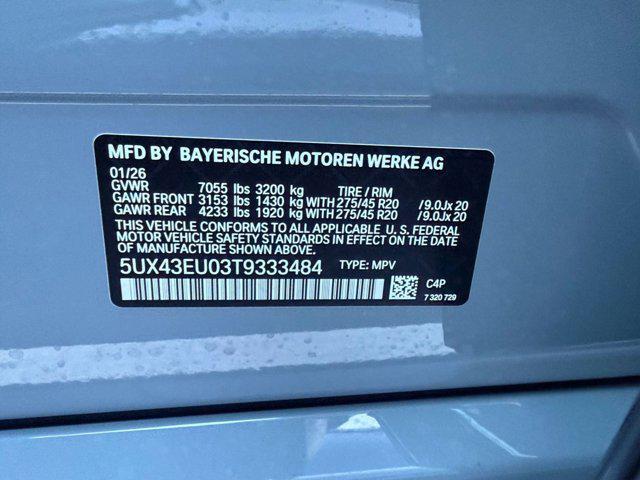 MFD BY BAYERISCHE MOTOREN WERKE AG
01/26
GVWR 7055 lbs 3200 kg TIRE / RIM
GAWR FRONT 3153 lbs 1430 kg WITH 275/45 R20 /9.0Jx 20
GAWR REAR 4233 lbs 1920 kg WITH 275/45 R20 /9.0Jx 20
THIS VEHICLE CONFORMS TO ALL APPLICABLE U. S. FEDERAL
MOTOR VEHICLE SAFETY STANDARDS IN EFFECT ON THE DATE
OF MANUFACTURE SHOWN ABOVE.
5UX43EU03T9333484 TYPE: MPV
C4P
7 320 729